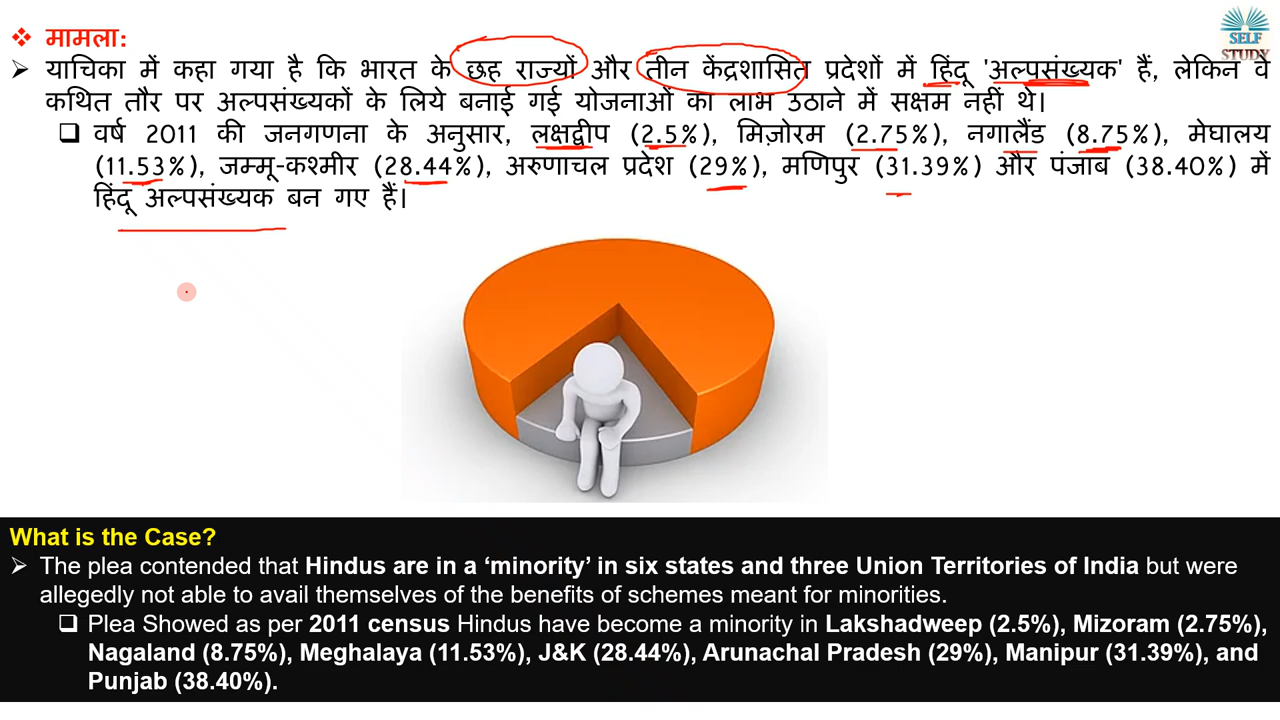 ❖ मामला:
SELF
STUDY
➢ याचिका में कहा गया है कि भारत के छह राज्यों और तीन केंद्रशासित प्रदेशों में हिंदू 'अल्पसंख्यक' हैं, लेकिन वे
कथित तौर पर अल्पसंख्यकों के लिये बनाई गई योजनाओं का लाभ उठाने में सक्षम नहीं थे।
❑ वर्ष 2011 की जनगणना के अनुसार, लक्षद्वीप (2.5%), मिज़ोरम (2.75%), नगालैंड (8.75%), मेघालय
(11.53%), जम्मू-कश्मीर (28.44%), अरुणाचल प्रदेश (29%), मणिपुर (31.39%) और पंजाब (38.40%) में
हिंदू अल्पसंख्यक बन गए हैं।
What is the Case?
➢ The plea contended that Hindus are in a ‘minority’ in six states and three Union Territories of India but were
allegedly not able to avail themselves of the benefits of schemes meant for minorities.
❑ Plea Showed as per 2011 census Hindus have become a minority in Lakshadweep (2.5%), Mizoram (2.75%),
Nagaland (8.75%), Meghalaya (11.53%), J&K (28.44%), Arunachal Pradesh (29%), Manipur (31.39%), and
Punjab (38.40%).